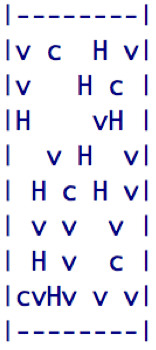 |--------|
|v c  H v|
|v   H c |
|H    vH |
|  v H  v|
| H c H v|
| v v  v |
| H v  c |
|cvHv v v|
|--------|